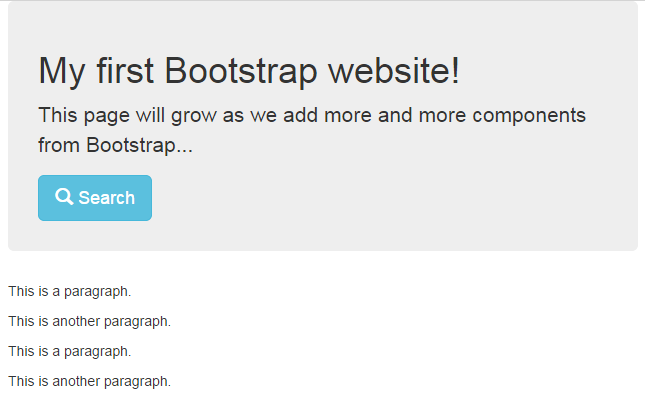 My first Bootstrap website!
This page will grow as we add more and more components
from Bootstrap...
Search
This is a paragraph.
This is another paragraph.
This is a paragraph.
This is another paragraph.